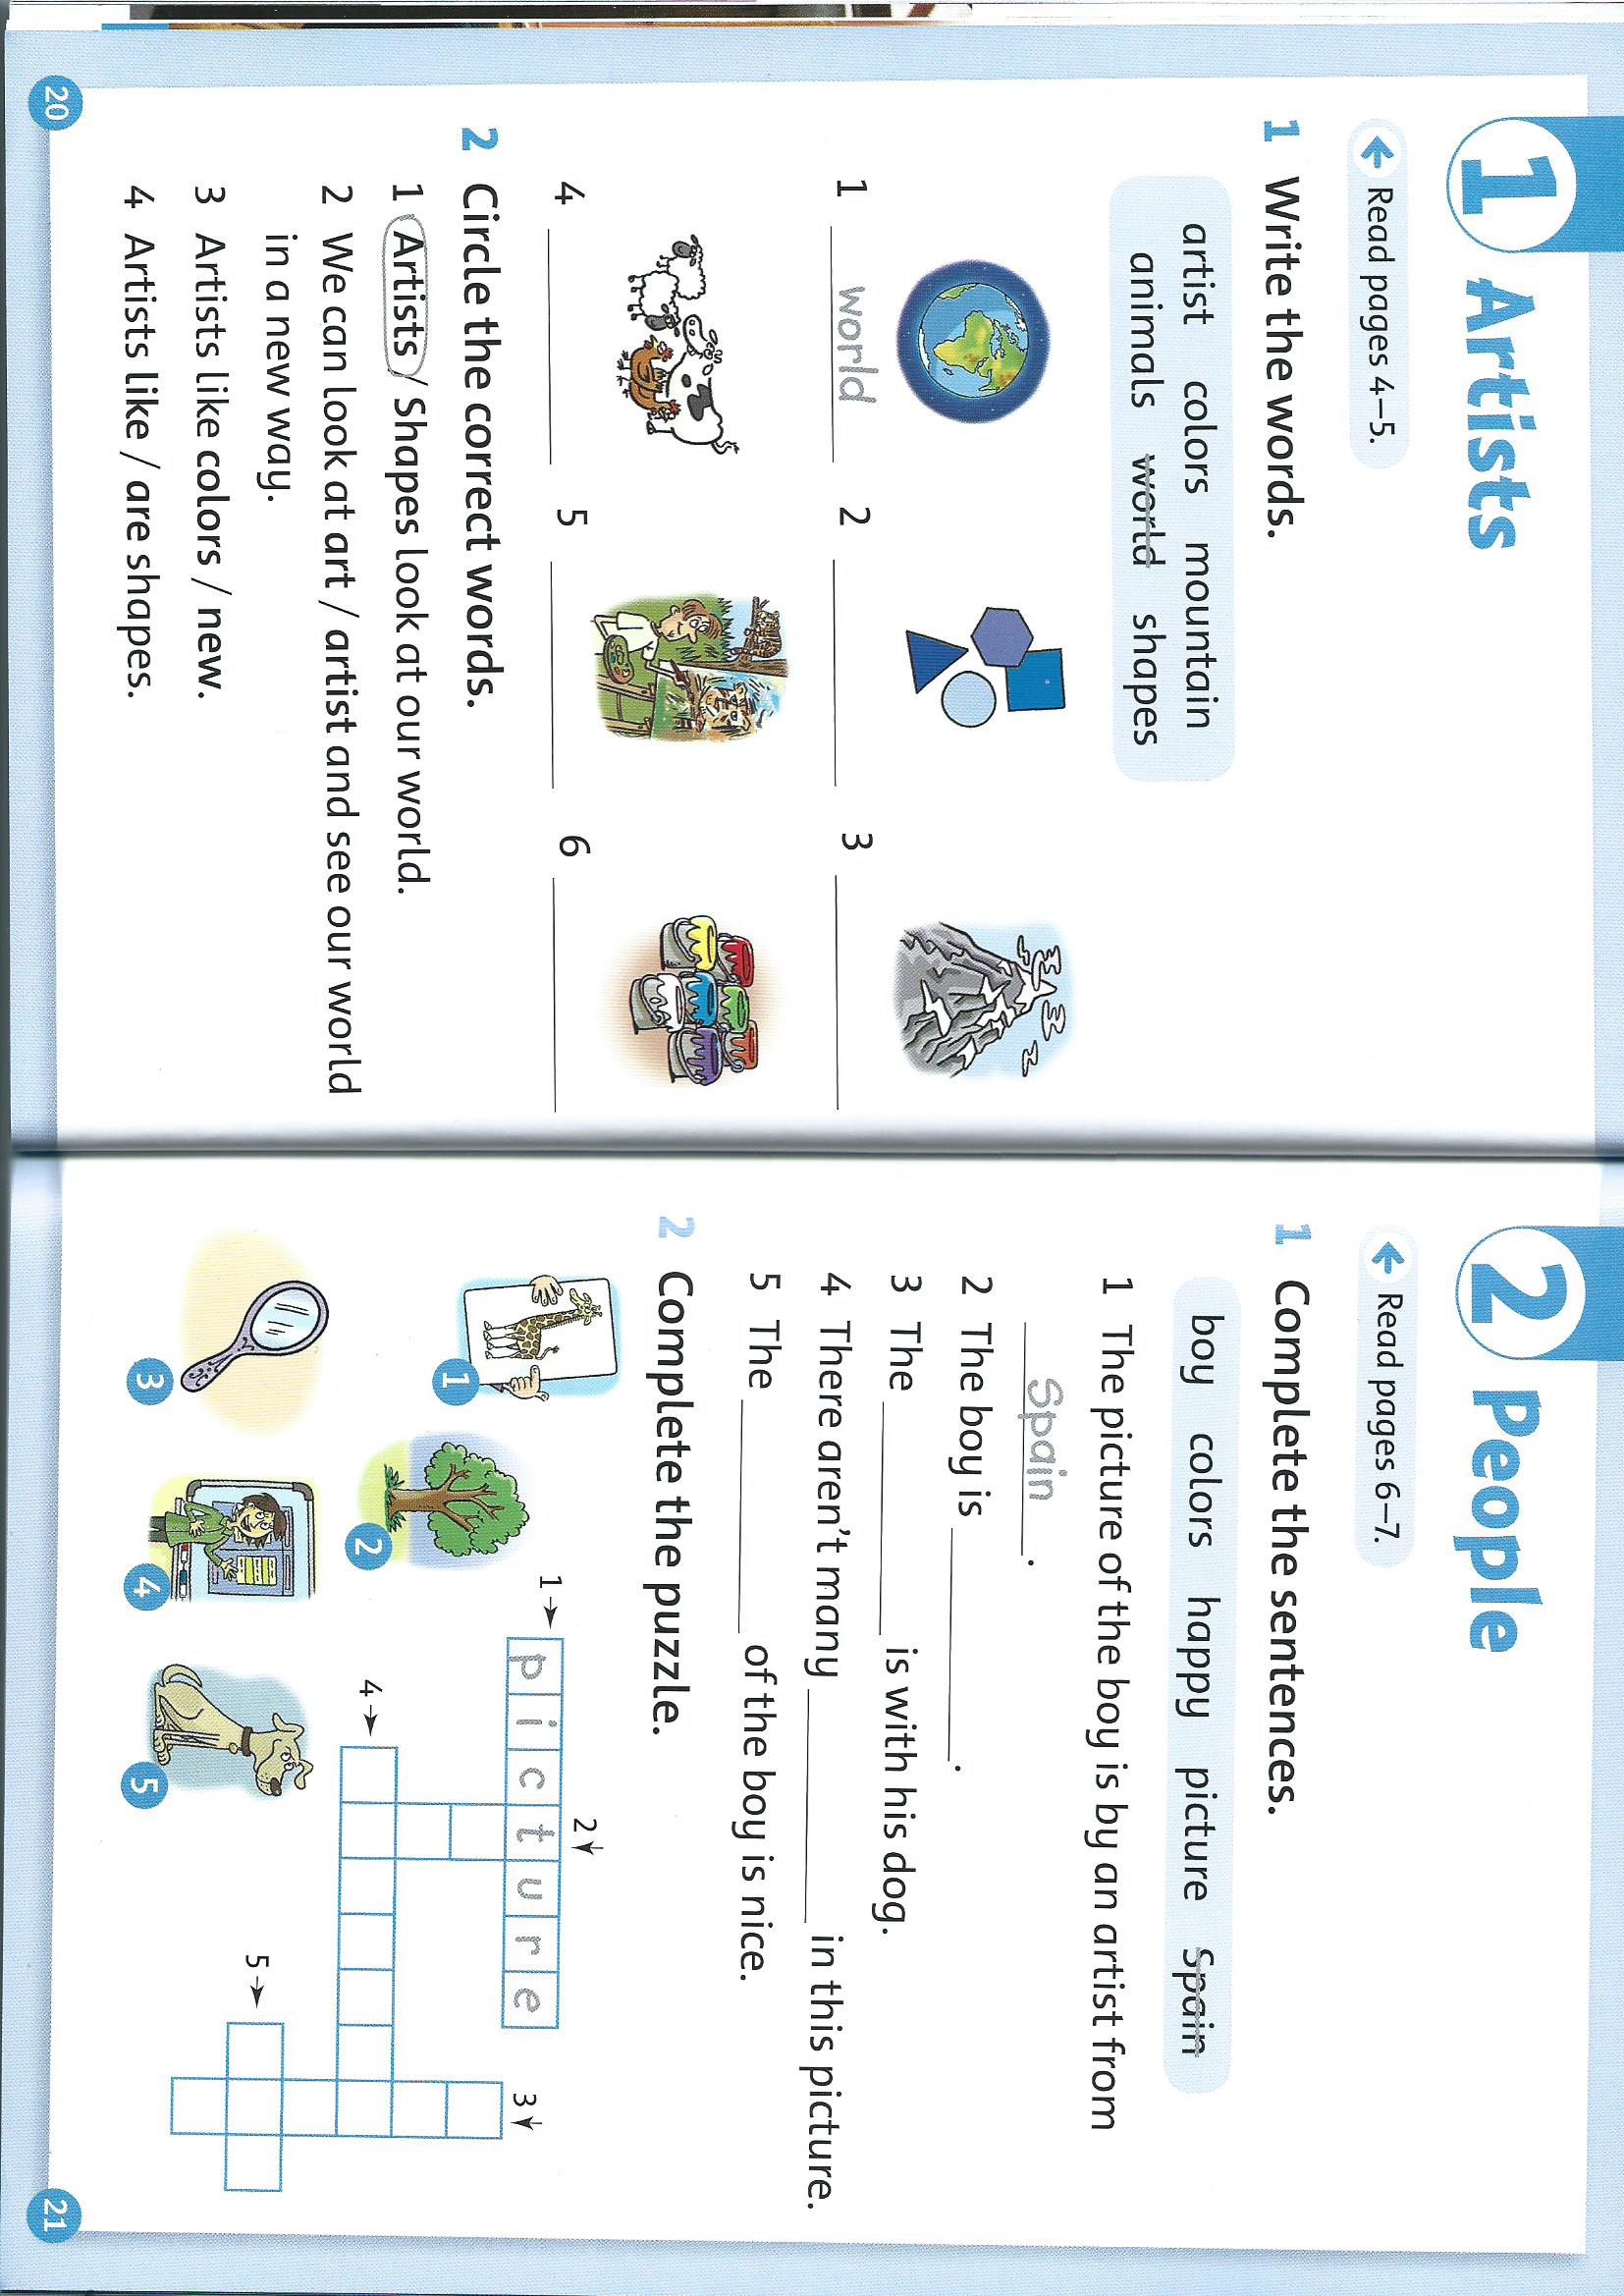 1 Artists
Read pages 4–5.
1 Write the words.
artist colors mountain
animals world shapes
1 world 2 3
4 5 6
2 Circle the correct words.
1 Artists / Shapes look at our world.
2 We can look at art / artist and see our world
in a new way.
3 Artists like colors / new.
4 Artists like / are shapes.
20
2 People
Read pages 6–7.
1 Complete the sentences.
boy colors happy picture Spain
1 The picture of the boy is by an artist from
Spain.
2 The boy is .
3 The is with his dog.
4 There aren't many in this picture.
5 The of the boy is nice.
2 Complete the puzzle.
1
2
3
4
5
1 picture
2
3
4
5
21